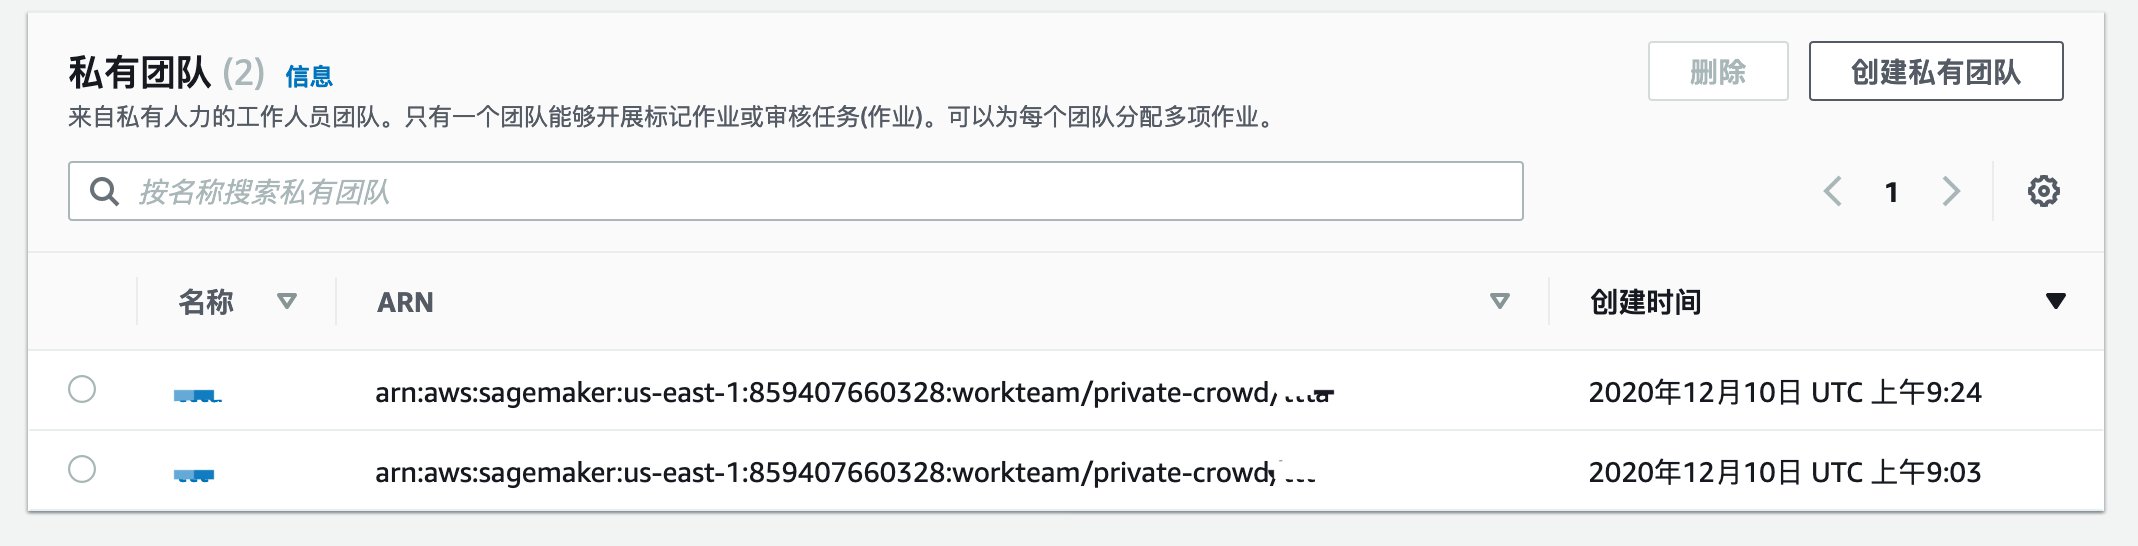 私有团队 (2) 信息
删除
创建私有团队
来自私有人力的工作人员团队。只有一个团队能够开展标记作业或审核任务(作业)。可以为每个团队分配多项作业。
按名称搜索私有团队
1
名称 ARN 创建时间
arn:aws:sagemaker:us-east-1:859407660328:workteam/private-crowd/ 2020年12月10日 UTC 上午9:24
arn:aws:sagemaker:us-east-1:859407660328:workteam/private-crowd/ 2020年12月10日 UTC 上午9:03